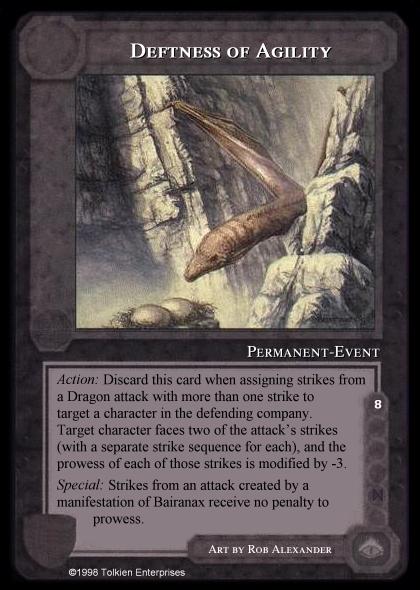 DEFTNESS OF AGILITY
PERMANENT-EVENT
Action: Discard this card when assigning strikes from
a Dragon attack with more than one strike to
target a character in the defending company.
Target character faces two of the attack's strikes
(with a separate strike sequence for each), and the
prowess of each of those strikes is modified by -3.
8
Special: Strikes from an attack created by a
manifestation of Bairanax receive no penalty to
prowess.
N
ART BY ROB ALEXANDER
©1998 Tolkien Enterprises